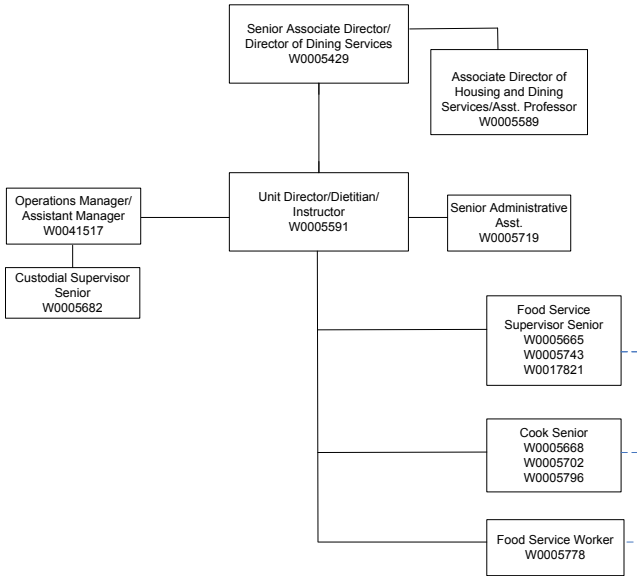 Senior Associate Director/
Director of Dining Services
W0005429
Associate Director of
Housing and Dining
Services/Asst. Professor
W0005589
Unit Director/Dietitian/
Instructor
W0005591
Operations Manager/
Assistant Manager
W0041517
Senior Administrative
Asst.
W0005719
Custodial Supervisor
Senior
W0005682
Food Service
Supervisor Senior
W0005665
W0005743
W0017821
Cook Senior
W0005668
W0005702
W0005796
Food Service Worker
W0005778